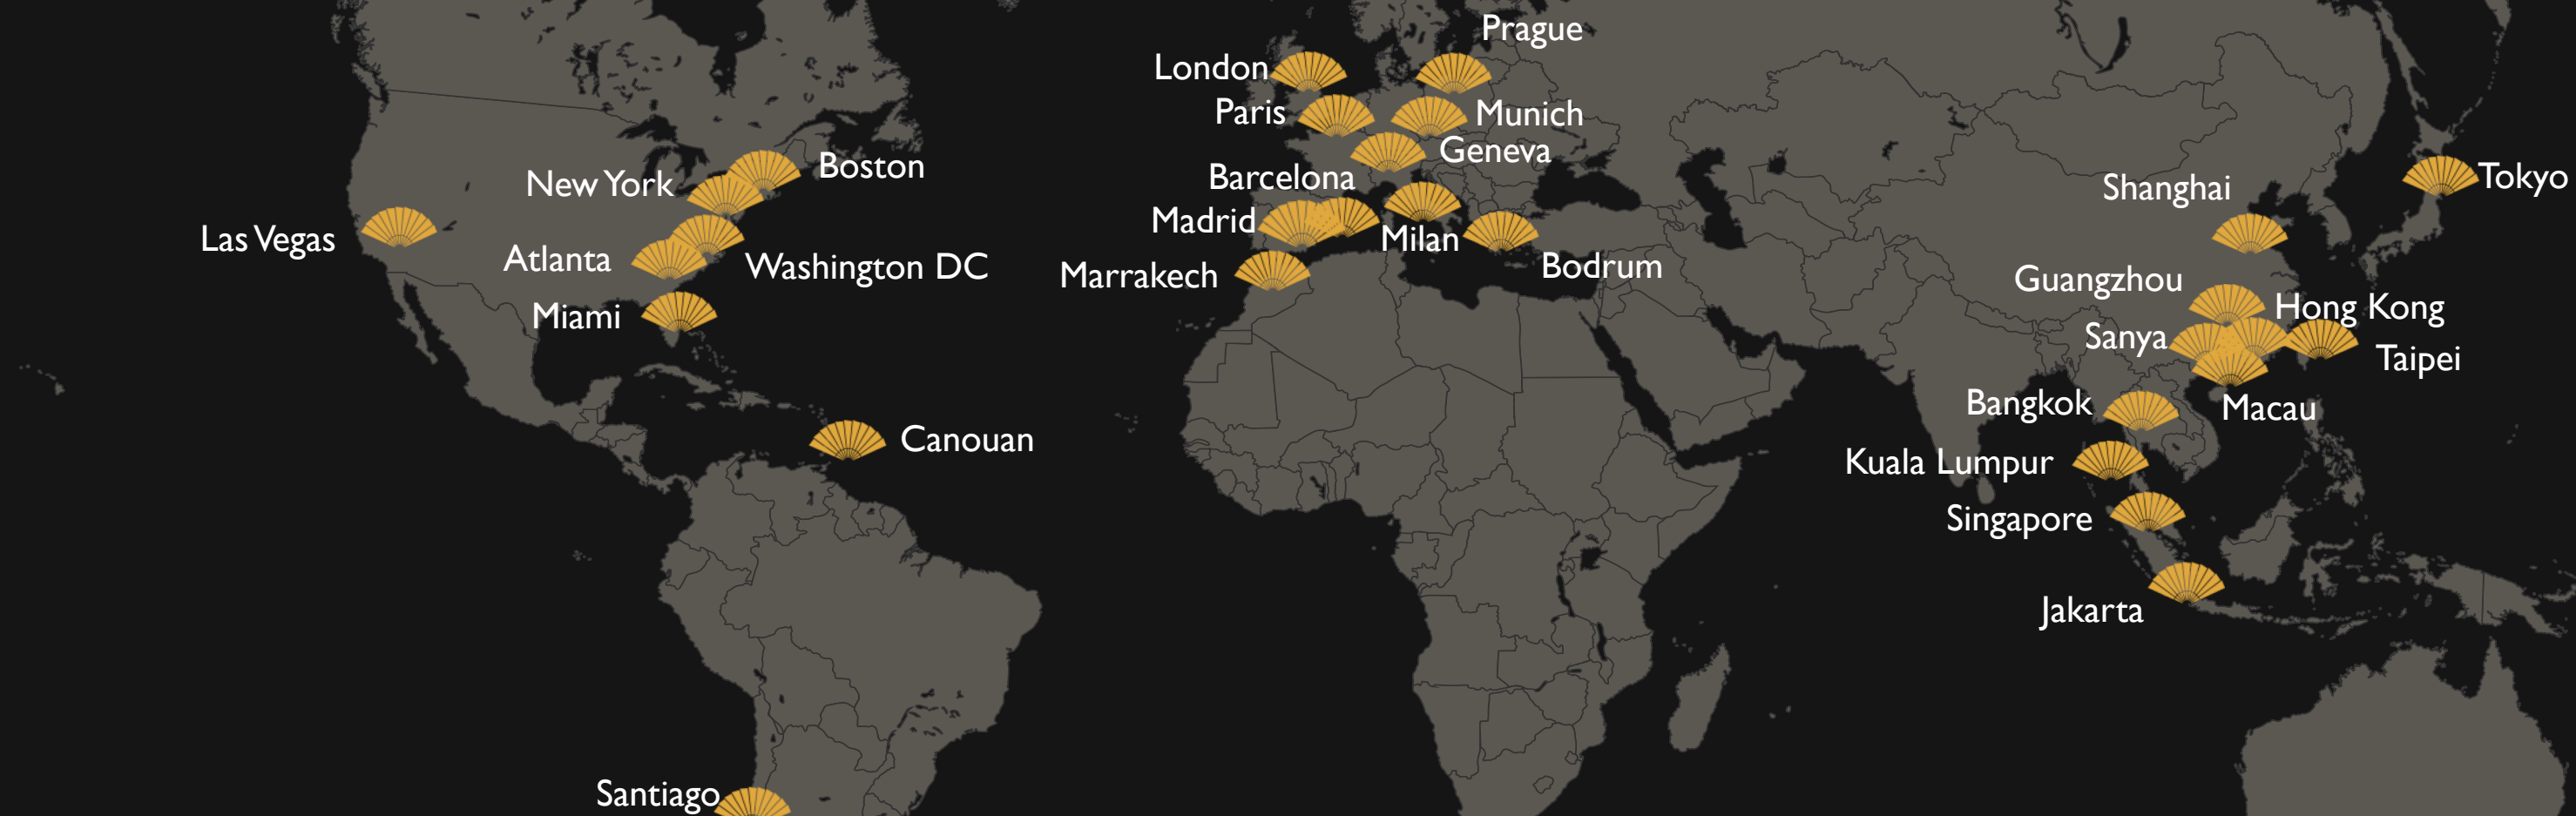 Prague
London
Paris
Munich
Geneva
Boston
New York
Barcelona
Tokyo
Shanghai
Madrid
Las Vegas
Milan
Atlanta
Washington DC
Bodrum
Marrakech
Guangzhou
Hong Kong
Miami
Sanya
Taipei
Bangkok
Macau
Canouan
Kuala Lumpur
Singapore
Jakarta
Santiago